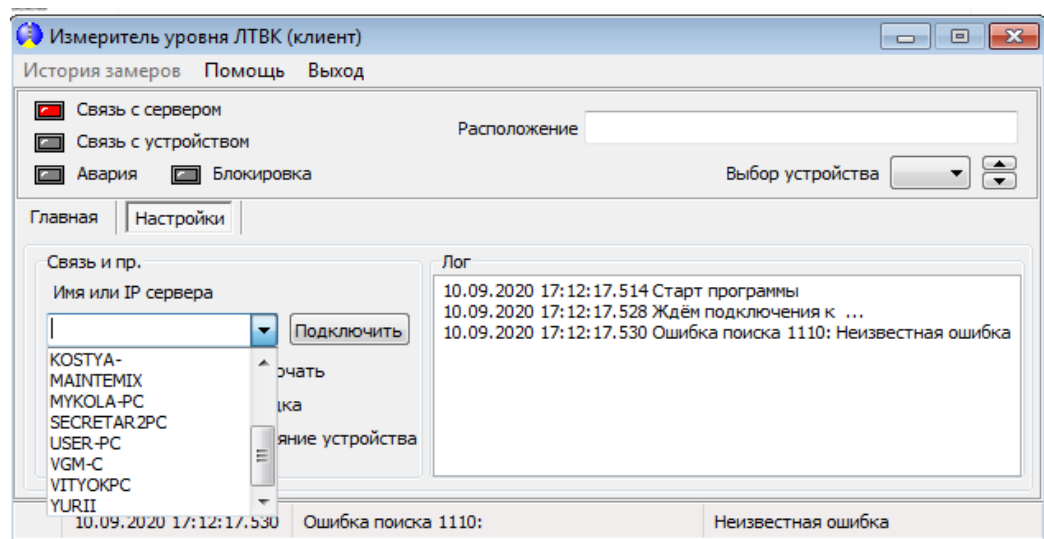 Измеритель уровня ЛТВК (клиент)
История замеров Помощь Выход
Связь с сервером
Связь с устройством
Авария Блокировка
Расположение
Выбор устройства
Главная Настройки
Связь и пр.
Имя или IP сервера
Подключить
KOSTYA-
MAINTEMIX
MYKOLA-PC
SECRETAR2PC
USER-PC
VGM-C
VITYOKPC
YURII
устройства
Лог
10.09.2020 17:12:17.514 Старт программы
10.09.2020 17:12:17.528 Ждём подключения к ...
10.09.2020 17:12:17.530 Ошибка поиска 1110: Неизвестная ошибка
10.09.2020 17:12:17.530 Ошибка поиска 1110: Неизвестная ошибка